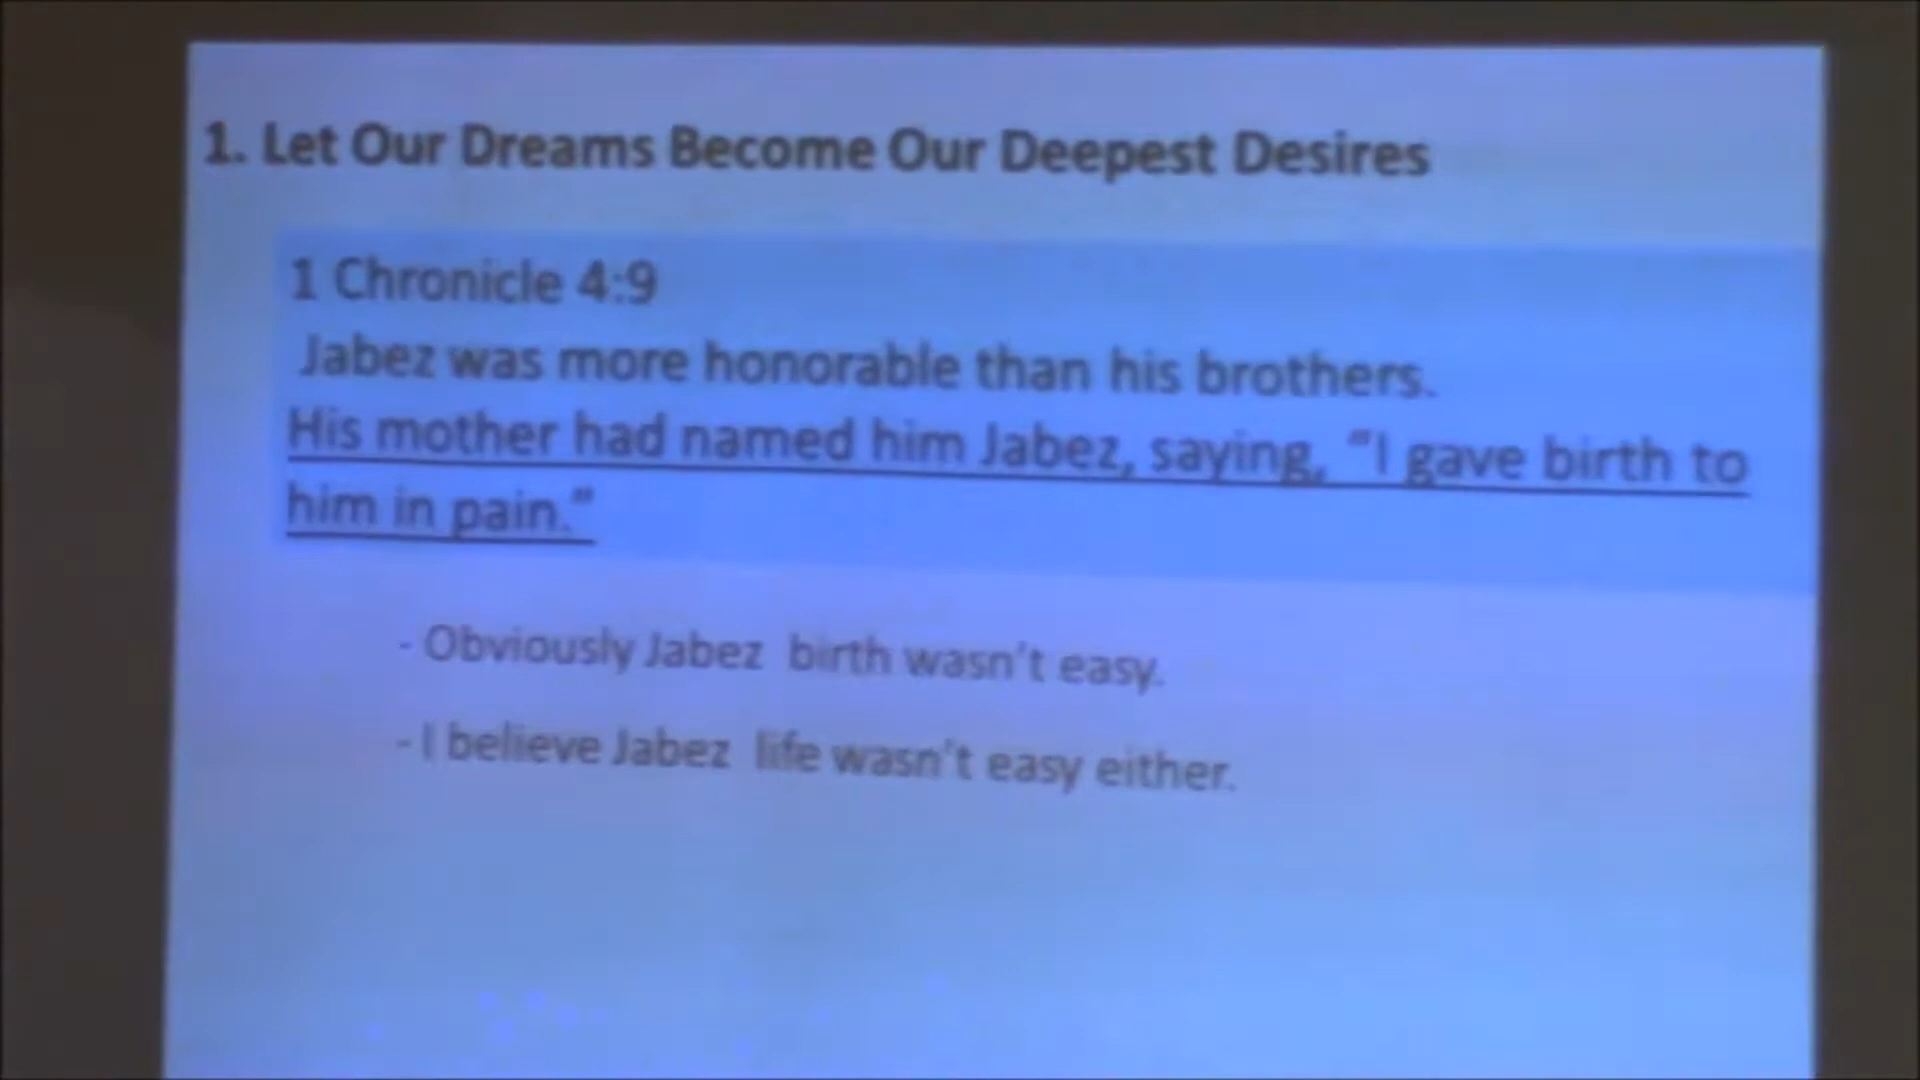 1. Let Our Dreams Become Our Deepest Desires
1 Chronicle 4:9
Jabez was more honorable than his brothers.
His mother had named him Jabez, saying, “I gave birth to
him in pain.”
- Obviously Jabez birth wasn't easy.
- I believe Jabez life wasn't easy either.